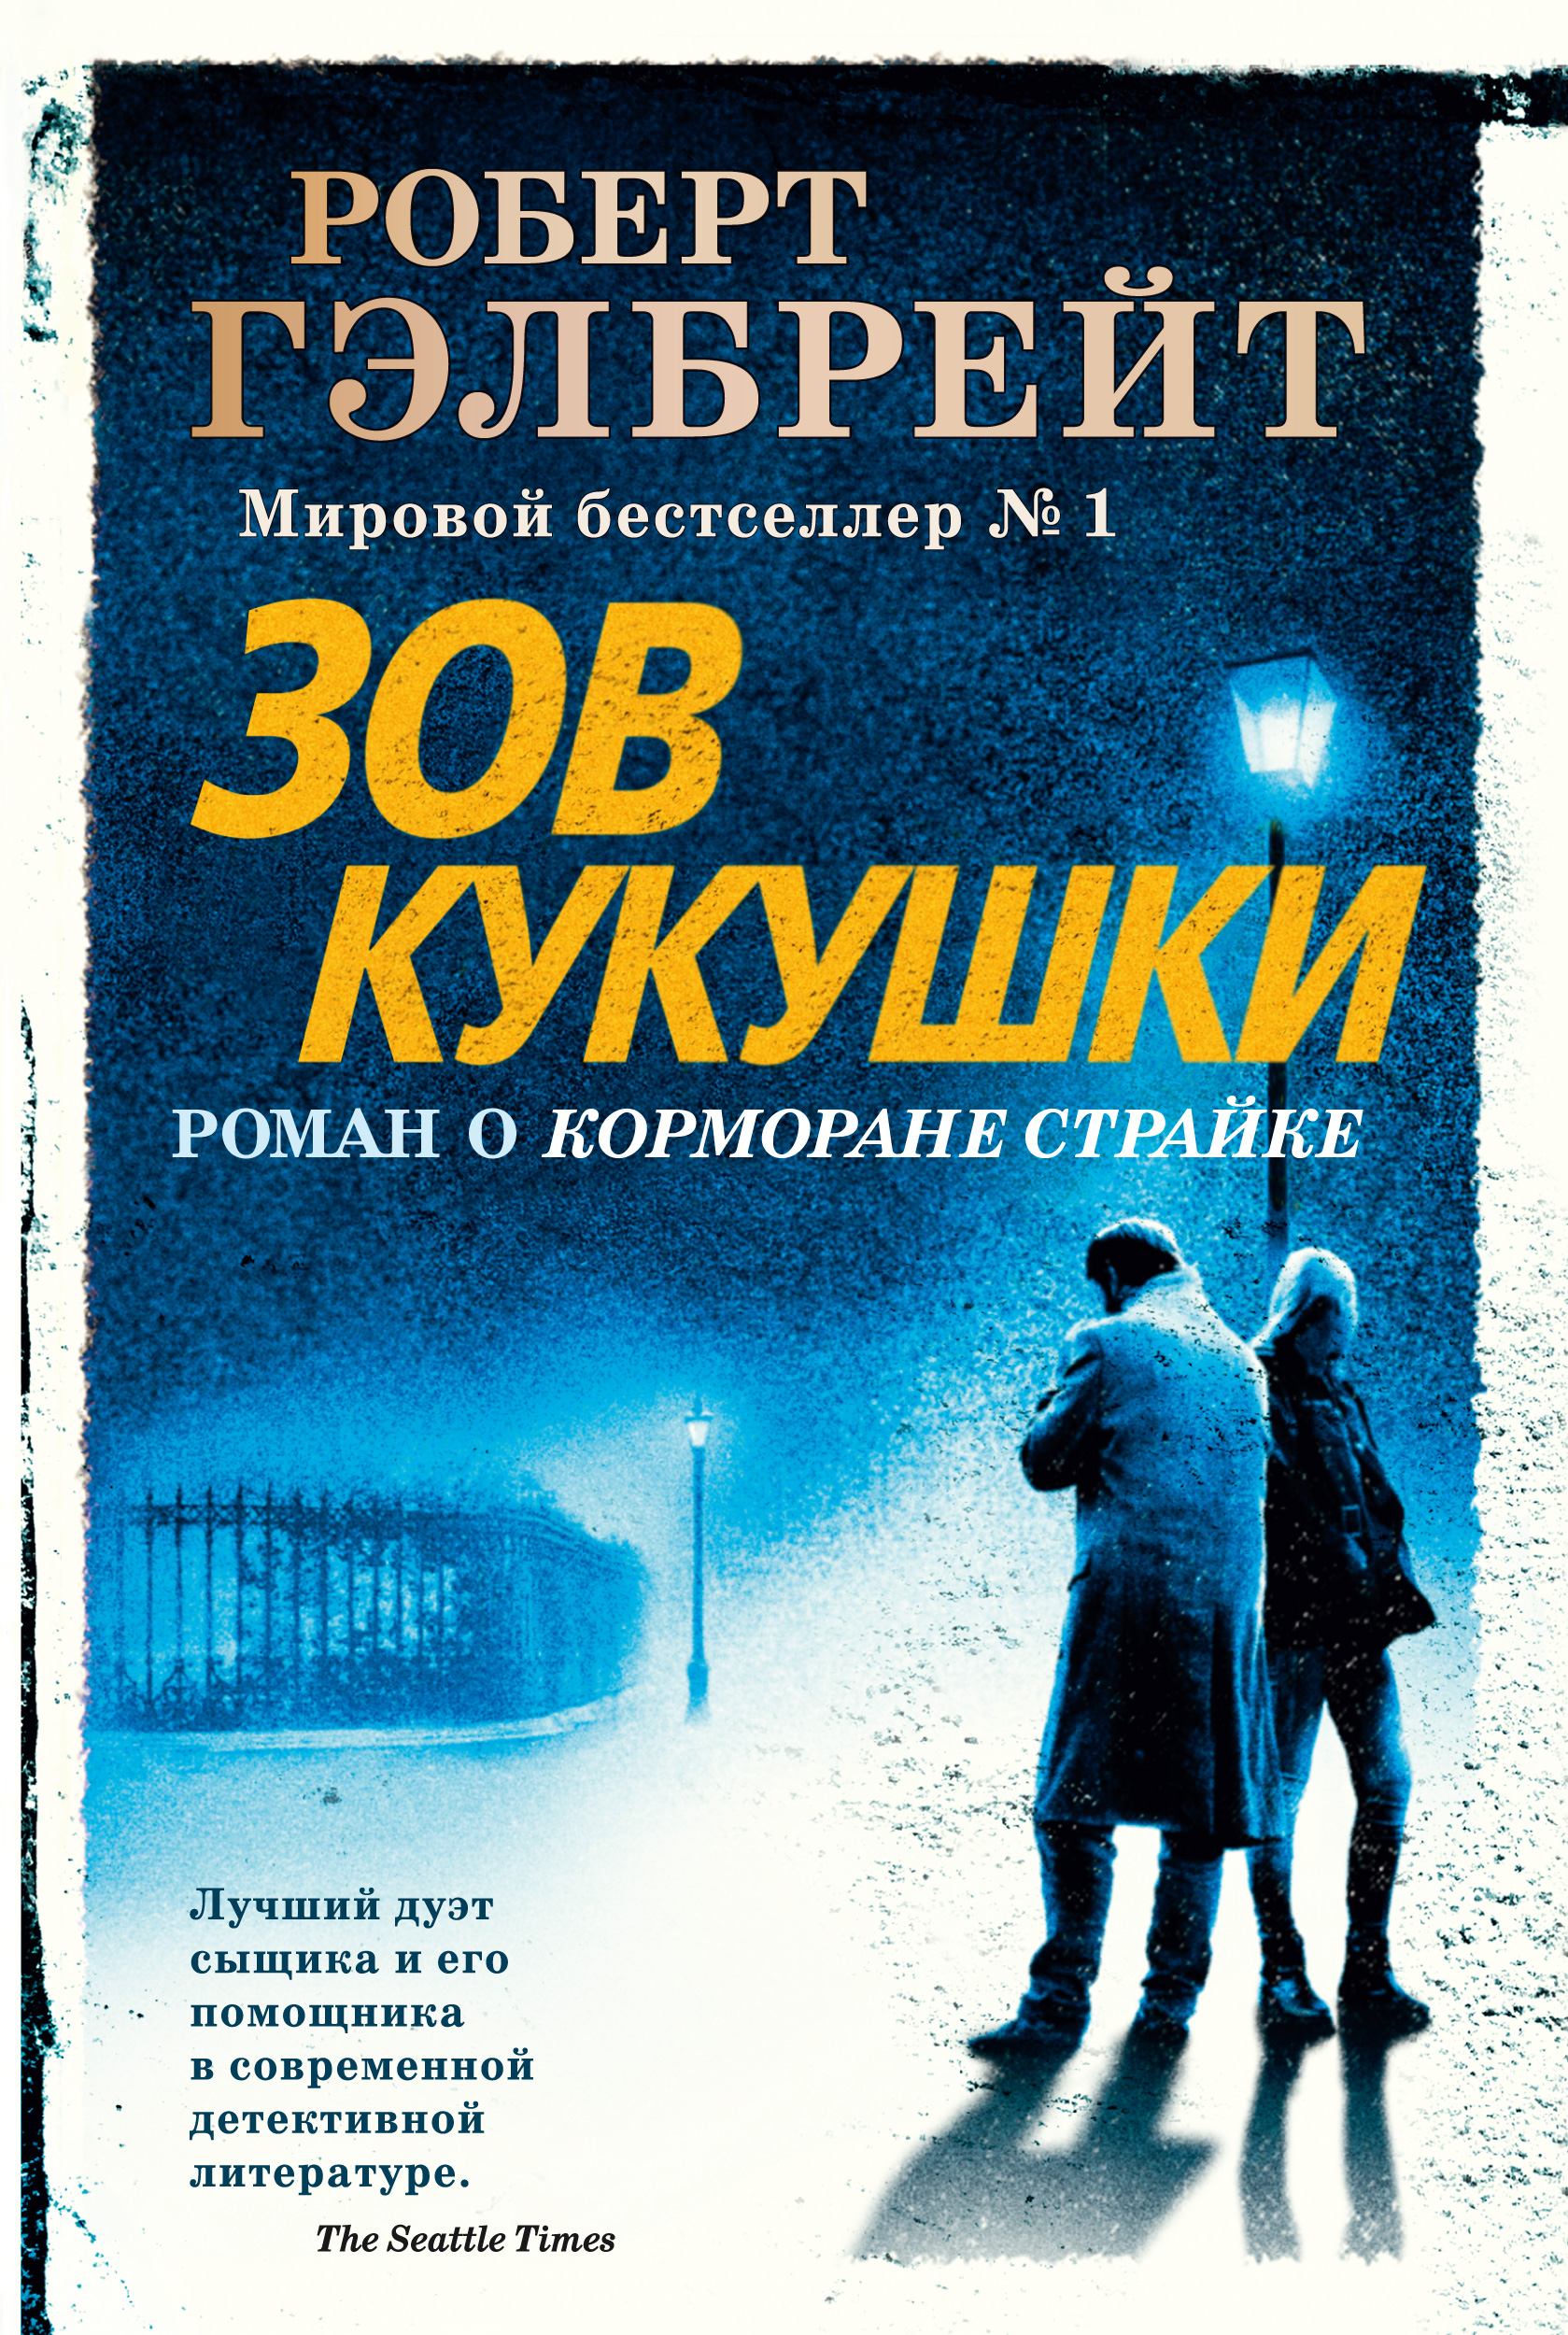 РОБЕРТ
ГЭЛБРЕЙТ
Мировой бестселлер № 1
ЗОВ
КУКУШКИ
РОМАН О КОРМОРАНЕ СТРАЙКЕ
Лучший дуэт
сыщика и его
помощника
в современной
детективной
литературе.
The Seattle Times